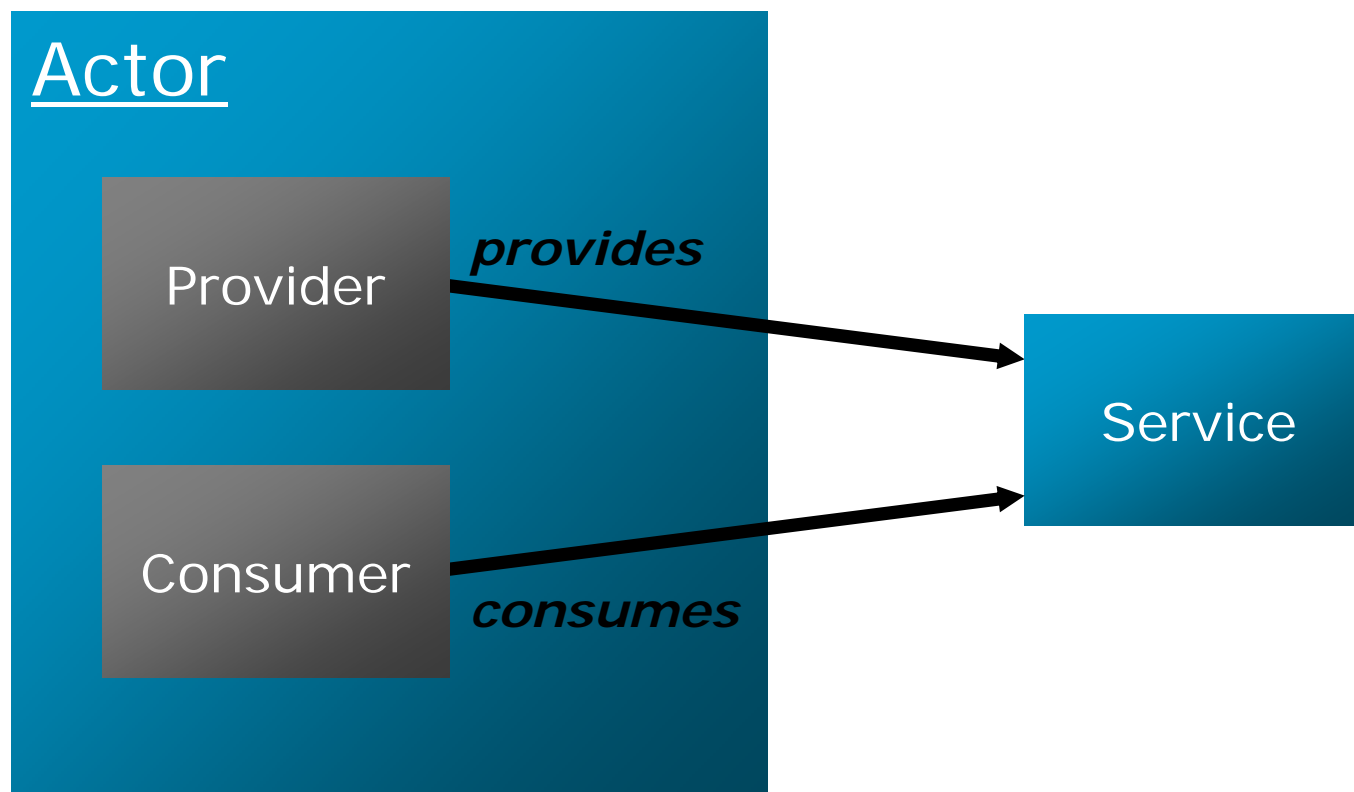 Actor
provides
Provider
Service
Consumer
consumes